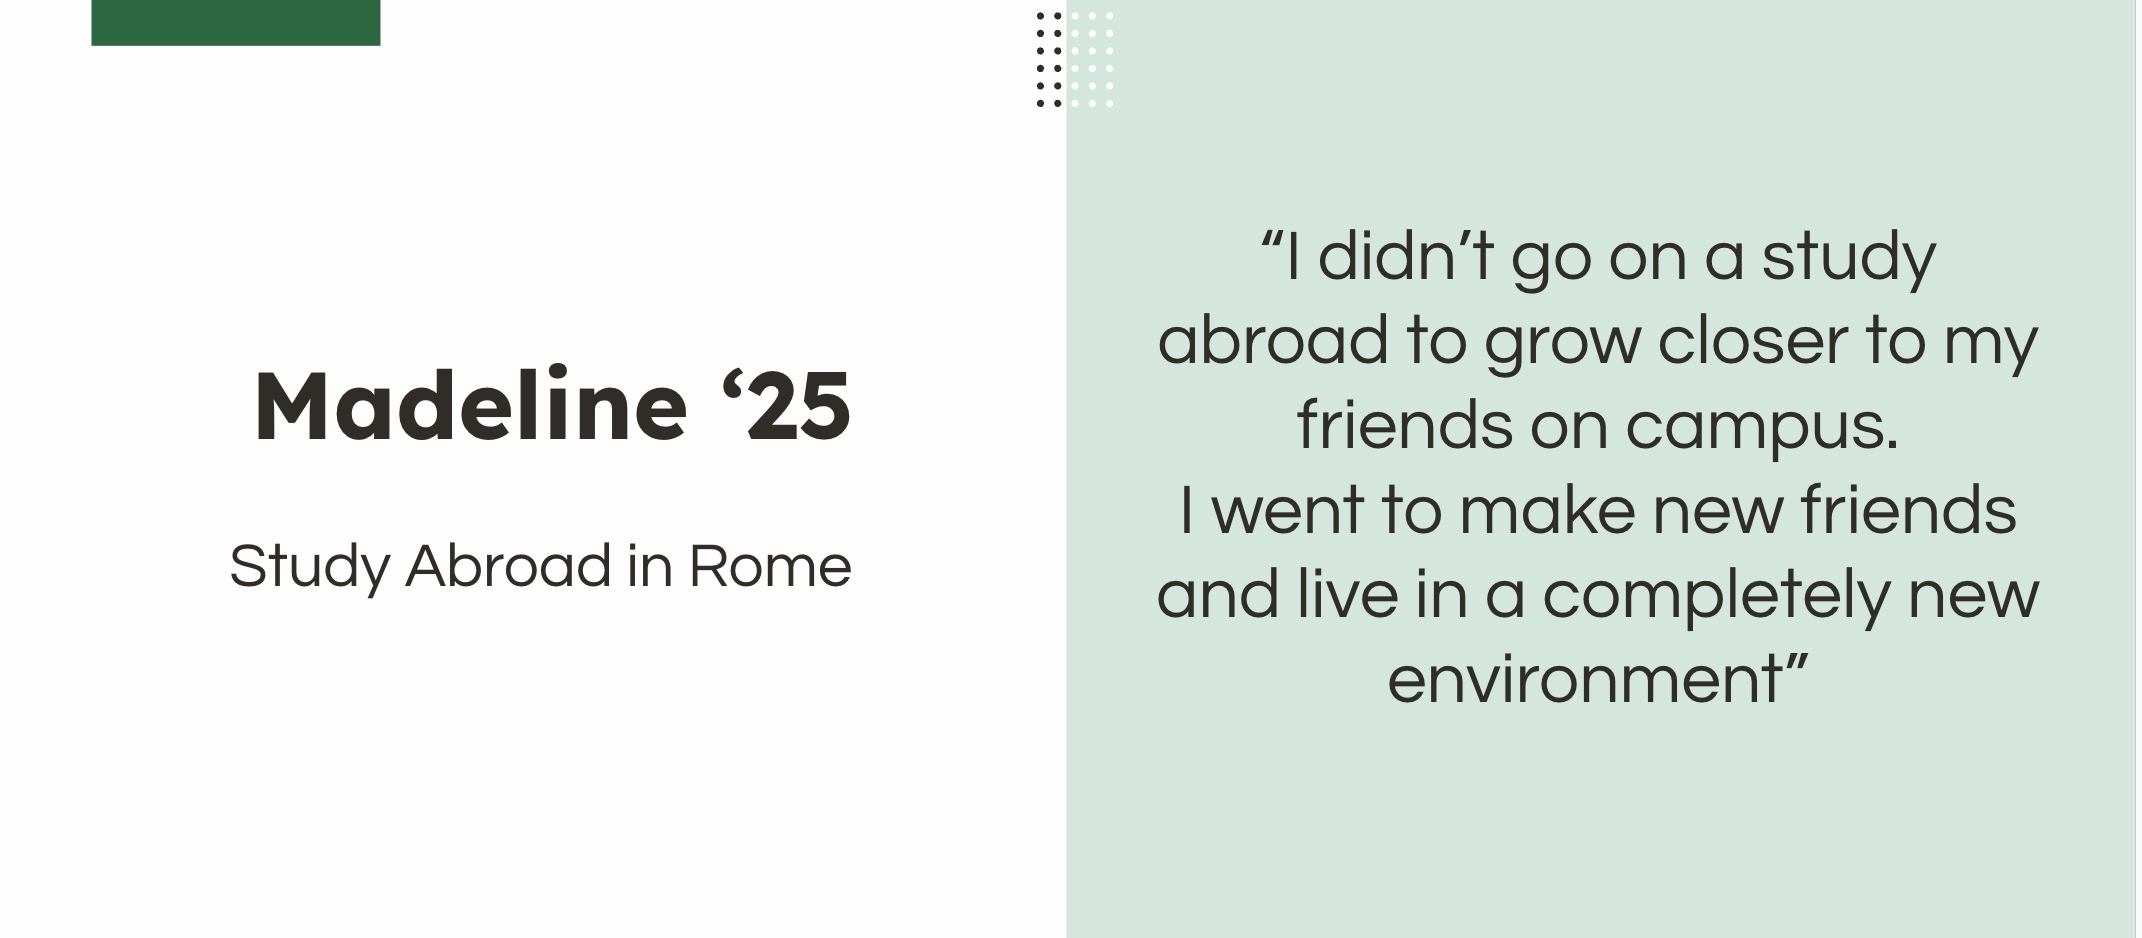 Madeline ‘25
Study Abroad in Rome
“I didn’t go on a study
abroad to grow closer to my
friends on campus.
I went to make new friends
and live in a completely new
environment”